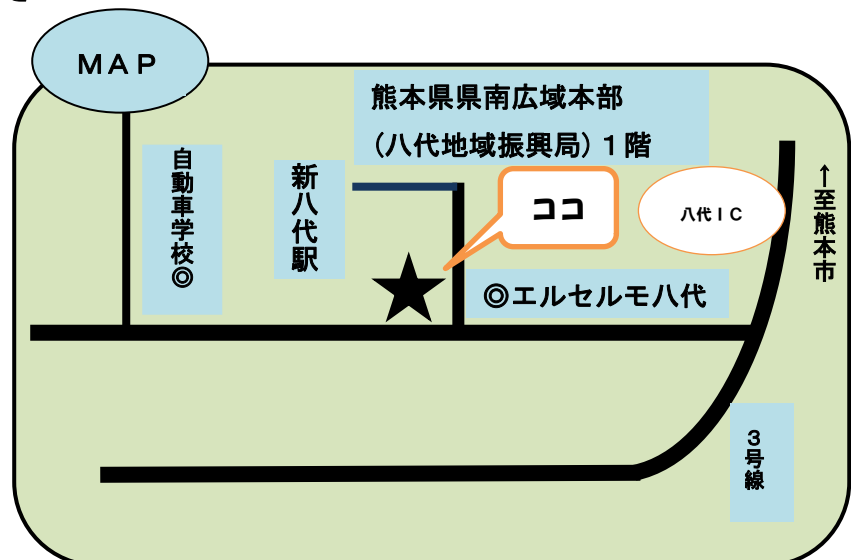 ＭＡＰ
熊本県県南広域本部
（八代地域振興局）１階
自動車学校◎
新八代駅
ココ
八代ＩＣ
↑至熊本市
◎エルセルモ八代
３号線